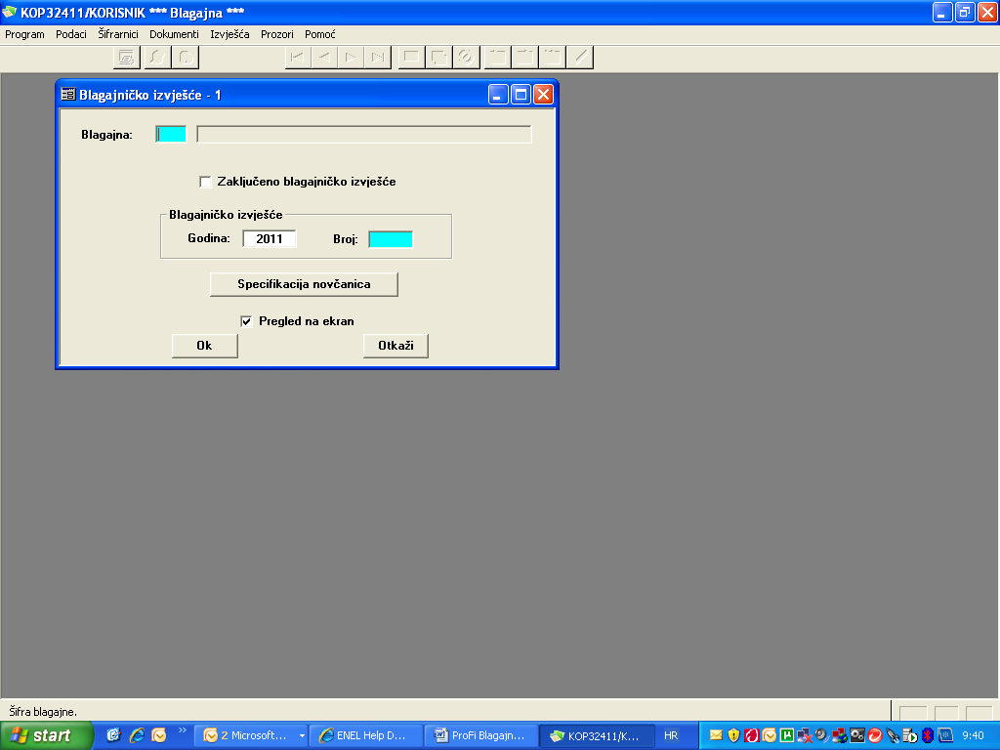 KOP32411/KORISNIK *** Blagajna ***
Program Podaci Šifrarnici Dokumenti Izvješća Prozori Pomoć
Blagajničko izvješće - 1
Blagajna:
Zaključeno blagajničko izvješće
Blagajničko izvješće
Godina: 2011 Broj:
Specifikacija novčanica
Pregled na ekran
Ok Otkaži
Šifra blagajne.
start 2 Microsoft... ENEL Help D... ProFi Blagajn... KOP32411/K... HR 9:40